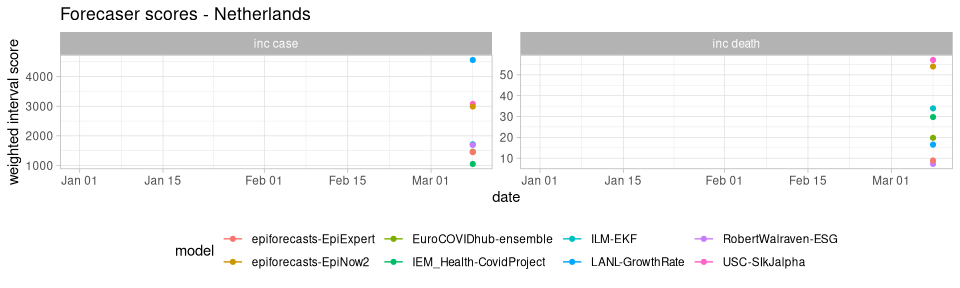 Forecaser scores - Netherlands
inc case
inc death
weighted interval score
4000
3000
2000
1000
50
40
30
20
10
Jan 01
Jan 15
Feb 01
Feb 15
Mar 01
Jan 01
Jan 15
Feb 01
Feb 15
Mar 01
date
model
epiforecasts-EpiExpert
EuroCOVIDhub-ensemble
ILM-EKF
RobertWalraven-ESG
epiforecasts-EpiNow2
IEM_Health-CovidProject
LANL-GrowthRate
USC-SIkJalpha